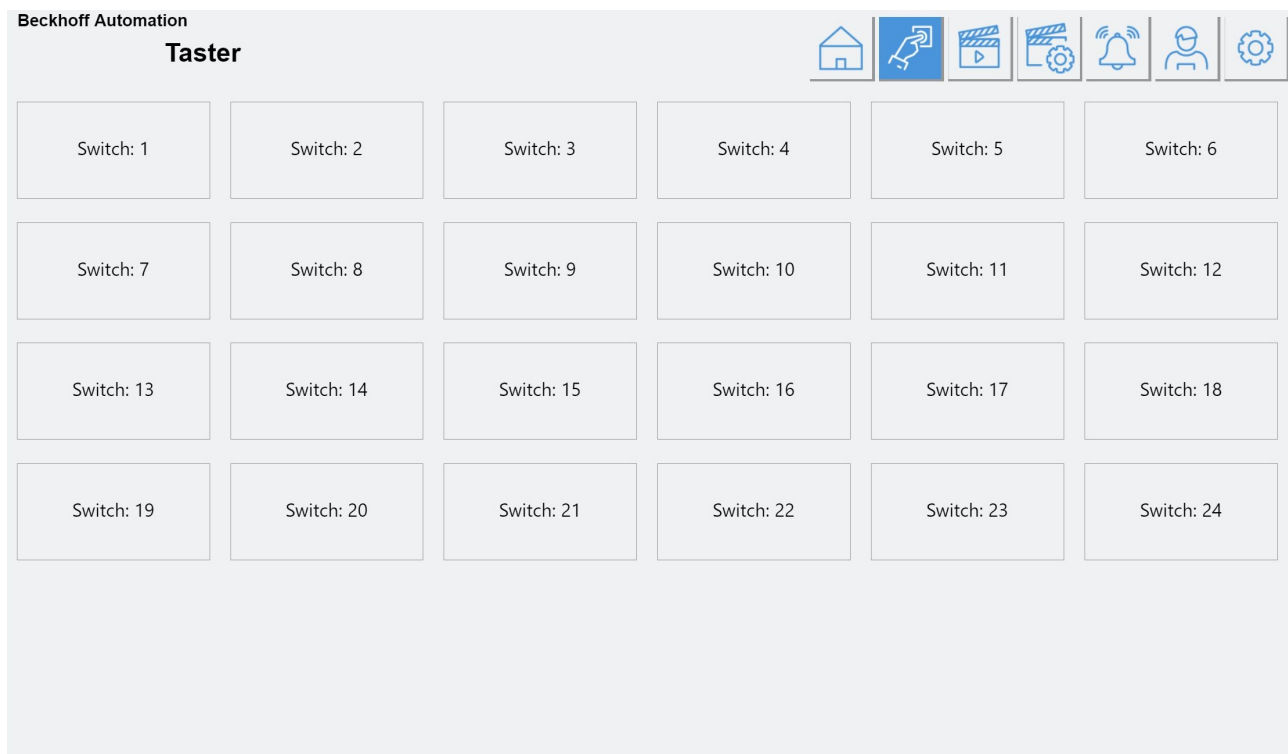 Beckhoff Automation
Taster
Switch: 1 Switch: 2 Switch: 3 Switch: 4 Switch: 5 Switch: 6
Switch: 7 Switch: 8 Switch: 9 Switch: 10 Switch: 11 Switch: 12
Switch: 13 Switch: 14 Switch: 15 Switch: 16 Switch: 17 Switch: 18
Switch: 19 Switch: 20 Switch: 21 Switch: 22 Switch: 23 Switch: 24